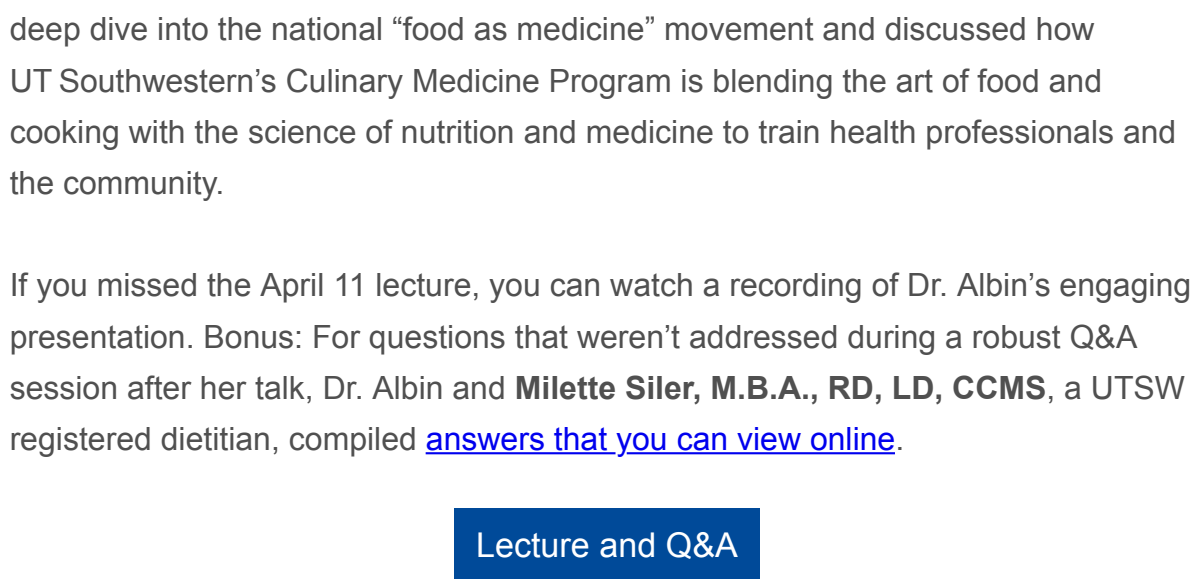 deep dive into the national “food as medicine” movement and discussed how
UT Southwestern’s Culinary Medicine Program is blending the art of food and
cooking with the science of nutrition and medicine to train health professionals and
the community.
If you missed the April 11 lecture, you can watch a recording of Dr. Albin’s engaging
presentation. Bonus: For questions that weren’t addressed during a robust Q&A
session after her talk, Dr. Albin and Milette Siler, M.B.A., RD, LD, CCMS, a UTSW
registered dietitian, compiled answers that you can view online.
Lecture and Q&A